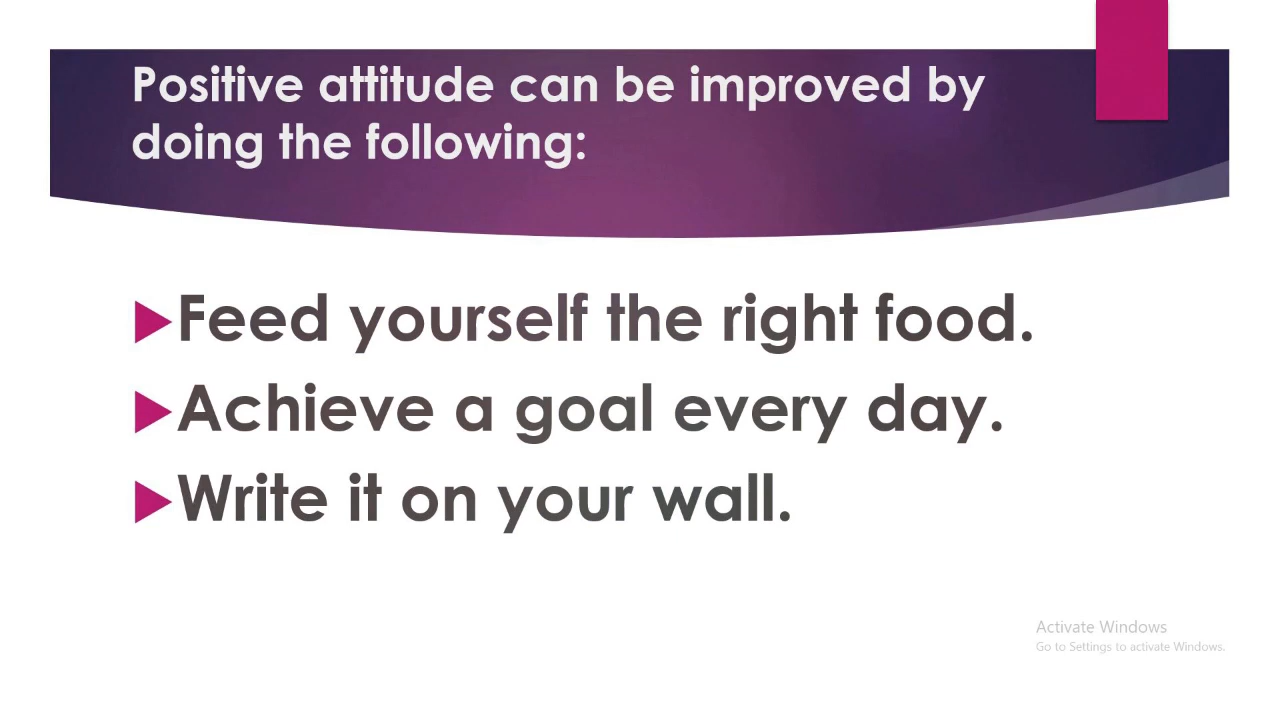 Positive attitude can be improved by
doing the following:
Feed yourself the right food.
Achieve a goal every day.
Write it on your wall.
Activate Windows
Go to Settings to activate Windows.